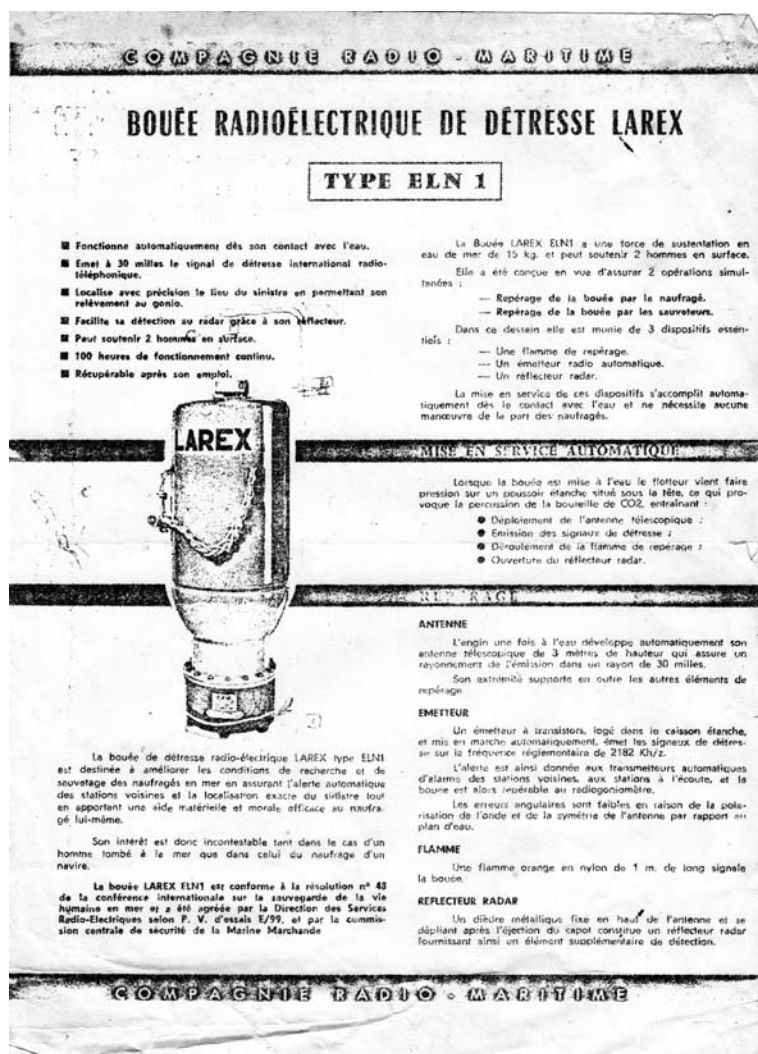 COMPAGNIE RADIO-MARITIME
BOUÉE RADIOÉLECTRIQUE DE DÉTRESSE LAREX
TYPE ELN 1
■ Fonctionne automatiquement dès son contact avec l'eau.
■ Emet à 30 milles le signal de détresse international radio-
téléphonique.
■ Localise avec précision le lieu du sinistre en permettant son
relèvement au gonio.
■ Facilite sa détection au radar grâce à son réflecteur.
■ Peut soutenir 2 hommes en surface.
■ 100 heures de fonctionnement continu.
■ Récupérable après son emploi.
LAREX
La bouée de détresse radio-électrique LAREX type ELN1
est destinée à améliorer les conditions de recherche et de
sauvetage des naufragés en mer en assurant l'alerte automatique
des stations voisines et la localisation exacte du sinistre tout
en apportant une aide matérielle et morale efficace au naufra-
gé lui-même.
Son intérêt est donc incontestable tant dans le cas d'un
homme tombé à la mer que dans celui du naufrage d'un
navire.
La bouée LAREX ELN1 est conforme à la résolution n° 48
de la conférence internationale sur la sauvegarde de la vie
humaine en mer et a été agréée par la Direction des Services
Radio-Electriques selon P. V. d'essais E/99, et par la commis-
sion centrale de sécurité de la Marine Marchande
La Bouée LAREX ELN1 a une force de sustentation en
eau de mer de 15 kg. et peut soutenir 2 hommes en surface.
Elle a été conçue en vue d'assurer 2 opérations simul-
tanées :
— Repérage de la bouée par le naufragé.
— Repérage de la bouée par les sauveteurs.
Dans ce dessein elle est munie de 3 dispositifs essen-
tiels :
— Une flamme de repérage.
— Un émetteur radio automatique.
— Un réflecteur radar.
La mise en service de ces dispositifs s'accomplit automa-
tiquement dès le contact avec l'eau et ne nécessite aucune
manœuvre de la part des naufragés.
MISE EN SERVICE AUTOMATIQUE
Lorsque la bouée est mise à l'eau le flotteur vient faire
pression sur un poussoir étanche situé sous la tête, ce qui pro-
voque la percussion de la bouteille de CO2, entraînant :
● Déploiement de l'antenne télescopique ;
● Emission des signaux de détresse ;
● Déroulement de la flamme de repérage ;
● Ouverture du réflecteur radar.
REPÉRAGE
ANTENNE
L'engin une fois à l'eau développe automatiquement son
antenne télescopique de 3 mètres de hauteur qui assure un
rayonnement de l'émission dans un rayon de 30 milles.
Son extrémité supporte en outre les autres éléments de
repérage.
EMETTEUR
Un émetteur à transistors, logé dans le caisson étanche,
et mis en marche automatiquement, émet les signaux de détres-
se sur la fréquence réglementaire de 2182 Kh/z.
L'alerte est ainsi donnée aux transmetteurs automatiques
d'alarme des stations voisines, aux stations à l'écoute, et la
bouée est alors repérable au radiogoniomètre.
Les erreurs angulaires sont faibles en raison de la pola-
risation de l'onde et de la symétrie de l'antenne par rapport au
plan d'eau.
FLAMME
Une flamme orange en nylon de 1 m. de long signale
la bouée.
REFLECTEUR RADAR
Un dièdre métallique fixé en haut de l'antenne et se
dépliant après l'éjection du capot constitue un réflecteur radar
fournissant ainsi un élément supplémentaire de détection.
COMPAGNIE RADIO-MARITIME